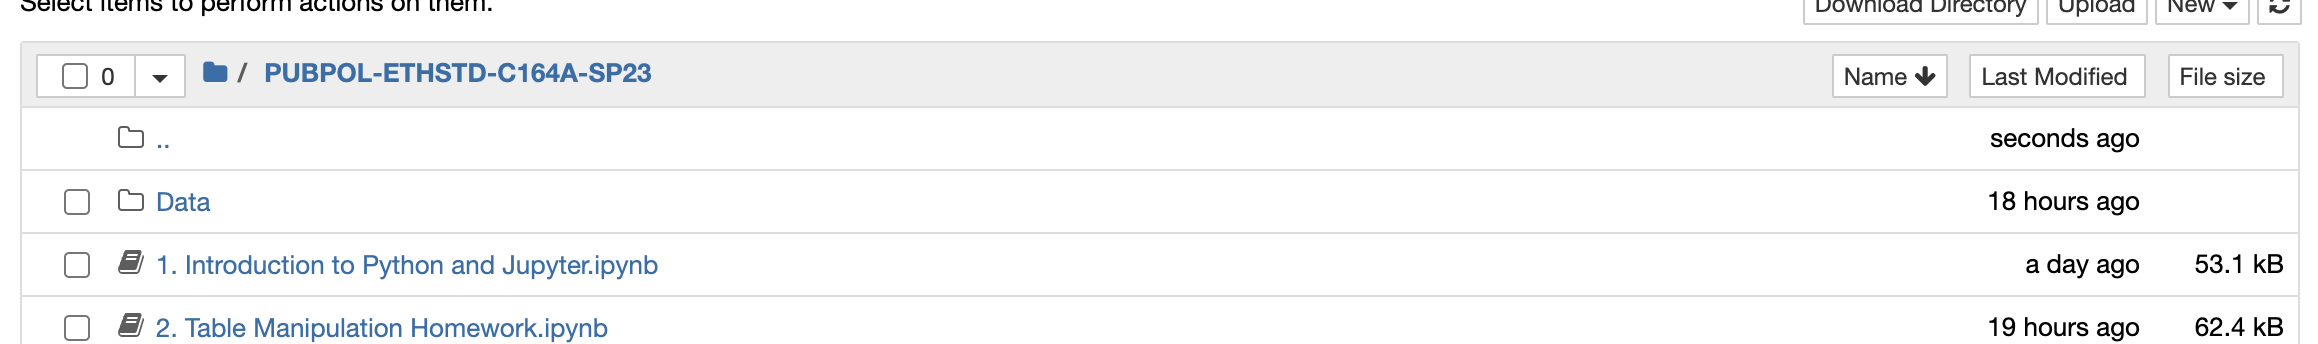 Select items to perform actions on them.
Download Directory Upload New
0 / PUBPOL-ETHSTD-C164A-SP23 Name Last Modified File size
.. seconds ago
Data 18 hours ago
1. Introduction to Python and Jupyter.ipynb a day ago 53.1 kB
2. Table Manipulation Homework.ipynb 19 hours ago 62.4 kB